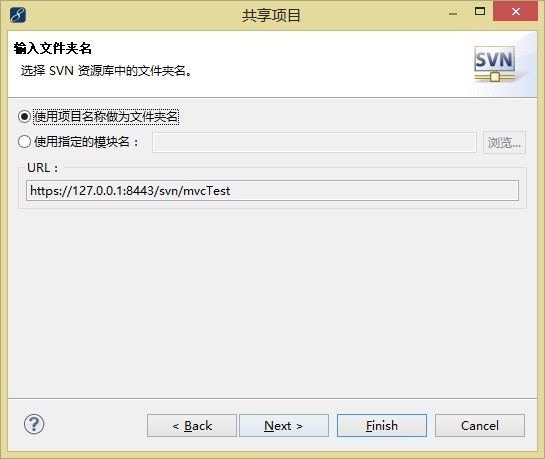 共享项目
输入文件夹名
选择 SVN 资源库中的文件夹名。
SVN
使用项目名称做为文件夹名
使用指定的模块名： 浏览...
URL：
https://127.0.0.1:8443/svn/mvcTest
? < Back Next > Finish Cancel